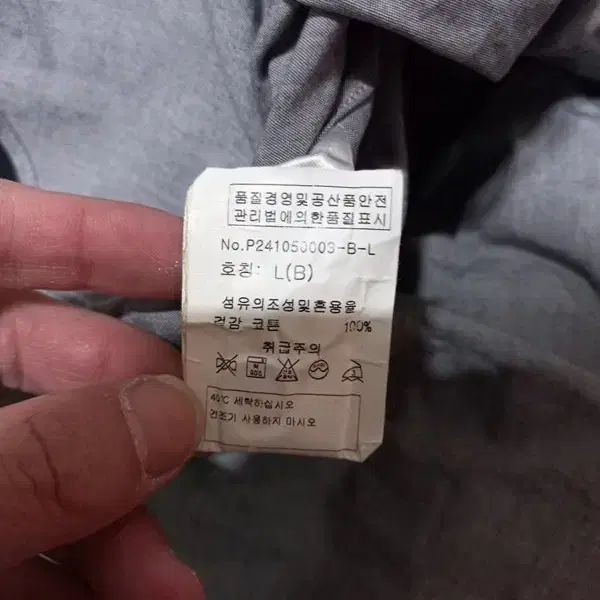 품질경영및공산품안전
관리법에의한품질표시
No.P241050003-B-L
호칭: L(B)
섬유의조성및혼용율
겉감 코튼 100%
취급주의
40℃ 세탁하십시오
건조기 사용하지 마시오